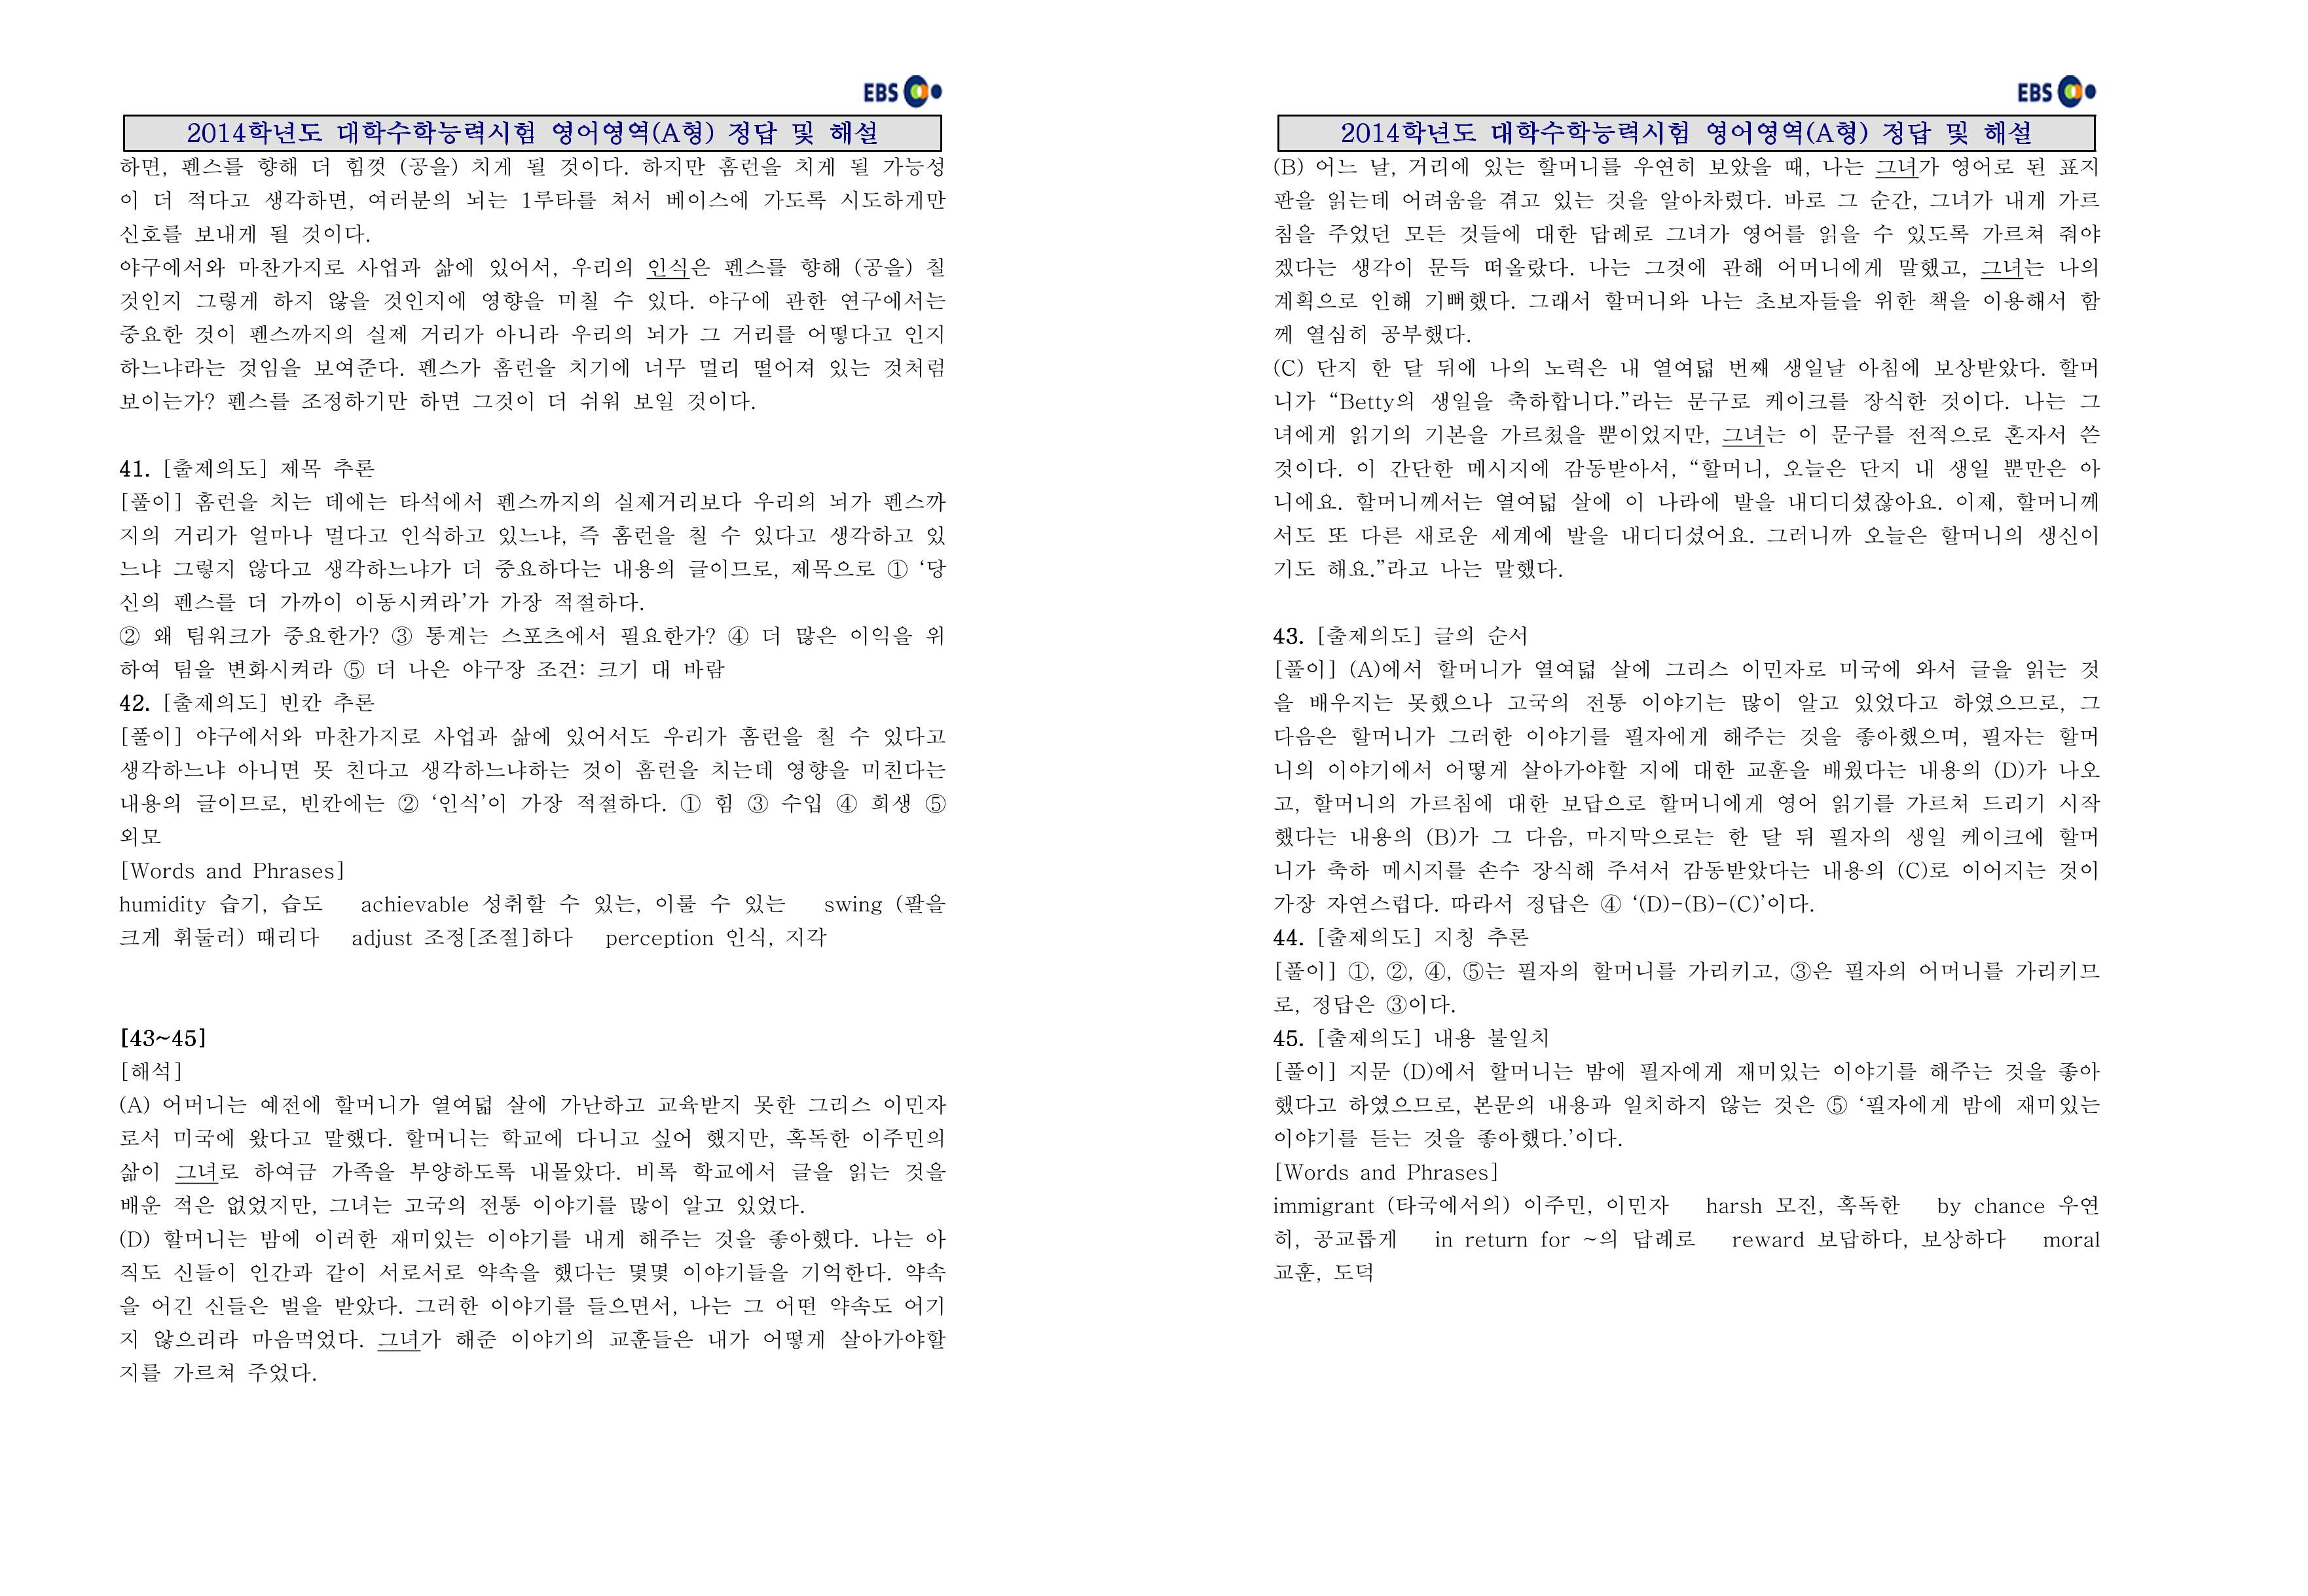 EBS
2014학년도 대학수학능력시험 영어영역(A형) 정답 및 해설
하면, 펜스를 향해 더 힘껏 (공을) 치게 될 것이다. 하지만 홈런을 치게 될 가능성
이 더 적다고 생각하면, 여러분의 뇌는 1루타를 쳐서 베이스에 가도록 시도하게만
신호를 보내게 될 것이다.
야구에서와 마찬가지로 사업과 삶에 있어서, 우리의 인식은 펜스를 향해 (공을) 칠
것인지 그렇게 하지 않을 것인지에 영향을 미칠 수 있다. 야구에 관한 연구에서는
중요한 것이 펜스까지의 실제 거리가 아니라 우리의 뇌가 그 거리를 어떻다고 인지
하느냐라는 것임을 보여준다. 펜스가 홈런을 치기에 너무 멀리 떨어져 있는 것처럼
보이는가? 펜스를 조정하기만 하면 그것이 더 쉬워 보일 것이다.
41. [출제의도] 제목 추론
[풀이] 홈런을 치는 데에는 타석에서 펜스까지의 실제거리보다 우리의 뇌가 펜스까
지의 거리가 얼마나 멀다고 인식하고 있느냐, 즉 홈런을 칠 수 있다고 생각하고 있
느냐 그렇지 않다고 생각하느냐가 더 중요하다는 내용의 글이므로, 제목으로 ① ‘당
신의 펜스를 더 가까이 이동시켜라’가 가장 적절하다.
② 왜 팀워크가 중요한가? ③ 통계는 스포츠에서 필요한가? ④ 더 많은 이익을 위
하여 팀을 변화시켜라 ⑤ 더 나은 야구장 조건: 크기 대 바람
42. [출제의도] 빈칸 추론
[풀이] 야구에서와 마찬가지로 사업과 삶에 있어서도 우리가 홈런을 칠 수 있다고
생각하느냐 아니면 못 친다고 생각하느냐하는 것이 홈런을 치는데 영향을 미친다는
내용의 글이므로, 빈칸에는 ② ‘인식’이 가장 적절하다. ① 힘 ③ 수입 ④ 희생 ⑤
외모
[Words and Phrases]
humidity 습기, 습도 achievable 성취할 수 있는, 이룰 수 있는 swing (팔을
크게 휘둘러) 때리다 adjust 조정[조절]하다 perception 인식, 지각
[43~45]
[해석]
(A) 어머니는 예전에 할머니가 열여덟 살에 가난하고 교육받지 못한 그리스 이민자
로서 미국에 왔다고 말했다. 할머니는 학교에 다니고 싶어 했지만, 혹독한 이주민의
삶이 그녀로 하여금 가족을 부양하도록 내몰았다. 비록 학교에서 글을 읽는 것을
배운 적은 없었지만, 그녀는 고국의 전통 이야기를 많이 알고 있었다.
(D) 할머니는 밤에 이러한 재미있는 이야기를 내게 해주는 것을 좋아했다. 나는 아
직도 신들이 인간과 같이 서로서로 약속을 했다는 몇몇 이야기들을 기억한다. 약속
을 어긴 신들은 벌을 받았다. 그러한 이야기를 들으면서, 나는 그 어떤 약속도 어기
지 않으리라 마음먹었다. 그녀가 해준 이야기의 교훈들은 내가 어떻게 살아가야할
지를 가르쳐 주었다.
EBS
2014학년도 대학수학능력시험 영어영역(A형) 정답 및 해설
(B) 어느 날, 거리에 있는 할머니를 우연히 보았을 때, 나는 그녀가 영어로 된 표지
판을 읽는데 어려움을 겪고 있는 것을 알아차렸다. 바로 그 순간, 그녀가 내게 가르
침을 주었던 모든 것들에 대한 답례로 그녀가 영어를 읽을 수 있도록 가르쳐 줘야
겠다는 생각이 문득 떠올랐다. 나는 그것에 관해 어머니에게 말했고, 그녀는 나의
계획으로 인해 기뻐했다. 그래서 할머니와 나는 초보자들을 위한 책을 이용해서 함
께 열심히 공부했다.
(C) 단지 한 달 뒤에 나의 노력은 내 열여덟 번째 생일날 아침에 보상받았다. 할머
니가 “Betty의 생일을 축하합니다.”라는 문구로 케이크를 장식한 것이다. 나는 그
녀에게 읽기의 기본을 가르쳤을 뿐이었지만, 그녀는 이 문구를 전적으로 혼자서 쓴
것이다. 이 간단한 메시지에 감동받아서, “할머니, 오늘은 단지 내 생일 뿐만은 아
니에요. 할머니께서는 열여덟 살에 이 나라에 발을 내디디셨잖아요. 이제, 할머니께
서도 또 다른 새로운 세계에 발을 내디디셨어요. 그러니까 오늘은 할머니의 생신이
기도 해요.”라고 나는 말했다.
43. [출제의도] 글의 순서
[풀이] (A)에서 할머니가 열여덟 살에 그리스 이민자로 미국에 와서 글을 읽는 것
을 배우지는 못했으나 고국의 전통 이야기는 많이 알고 있었다고 하였으므로, 그
다음은 할머니가 그러한 이야기를 필자에게 해주는 것을 좋아했으며, 필자는 할머
니의 이야기에서 어떻게 살아가야할 지에 대한 교훈을 배웠다는 내용의 (D)가 나오
고, 할머니의 가르침에 대한 보답으로 할머니에게 영어 읽기를 가르쳐 드리기 시작
했다는 내용의 (B)가 그 다음, 마지막으로는 한 달 뒤 필자의 생일 케이크에 할머
니가 축하 메시지를 손수 장식해 주셔서 감동받았다는 내용의 (C)로 이어지는 것이
가장 자연스럽다. 따라서 정답은 ④ ‘(D)-(B)-(C)’이다.
44. [출제의도] 지칭 추론
[풀이] ①, ②, ④, ⑤는 필자의 할머니를 가리키고, ③은 필자의 어머니를 가리키므
로, 정답은 ③이다.
45. [출제의도] 내용 불일치
[풀이] 지문 (D)에서 할머니는 밤에 필자에게 재미있는 이야기를 해주는 것을 좋아
했다고 하였으므로, 본문의 내용과 일치하지 않는 것은 ⑤ ‘필자에게 밤에 재미있는
이야기를 듣는 것을 좋아했다.’이다.
[Words and Phrases]
immigrant (타국에서의) 이주민, 이민자 harsh 모진, 혹독한 by chance 우연
히, 공교롭게 in return for ~의 답례로 reward 보답하다, 보상하다 moral
교훈, 도덕